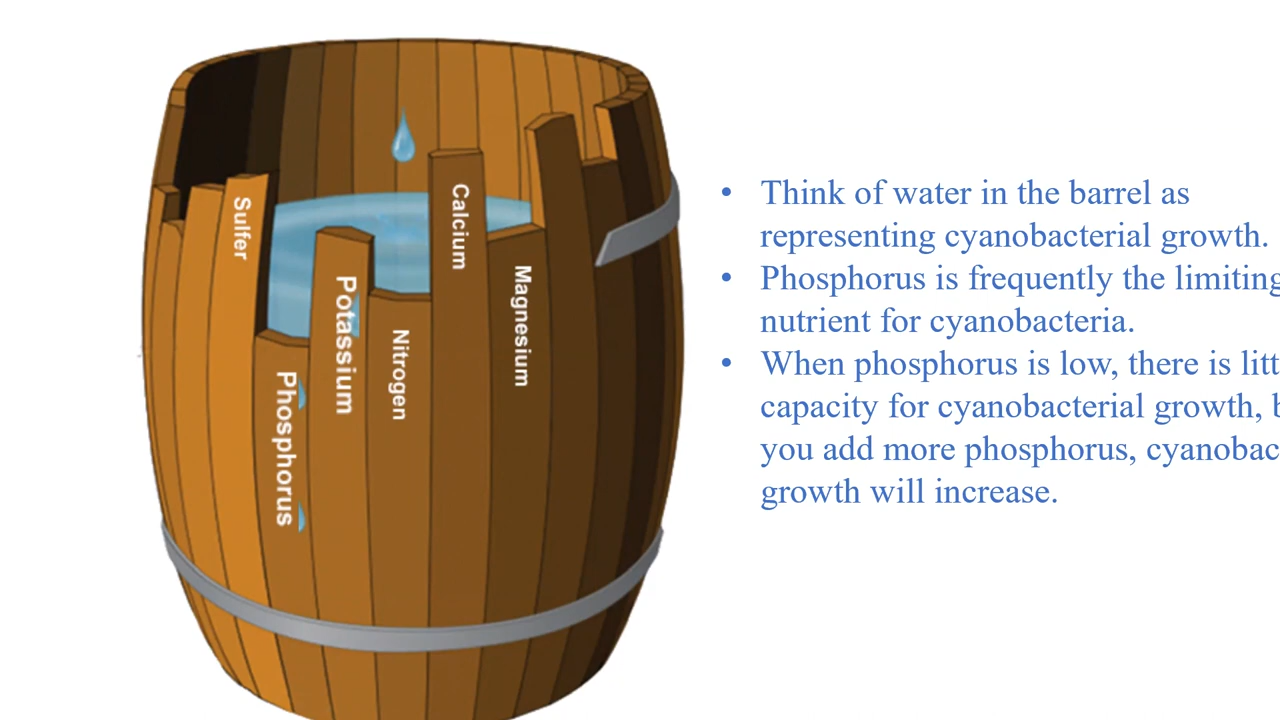 Sulfer
Phosphorus
Potassium
Nitrogen
Calcium
Magnesium
• Think of water in the barrel as
representing cyanobacterial growth.
• Phosphorus is frequently the limiting
nutrient for cyanobacteria.
• When phosphorus is low, there is
capacity for cyanobacterial growth,
you add more phosphorus,
growth will increase.